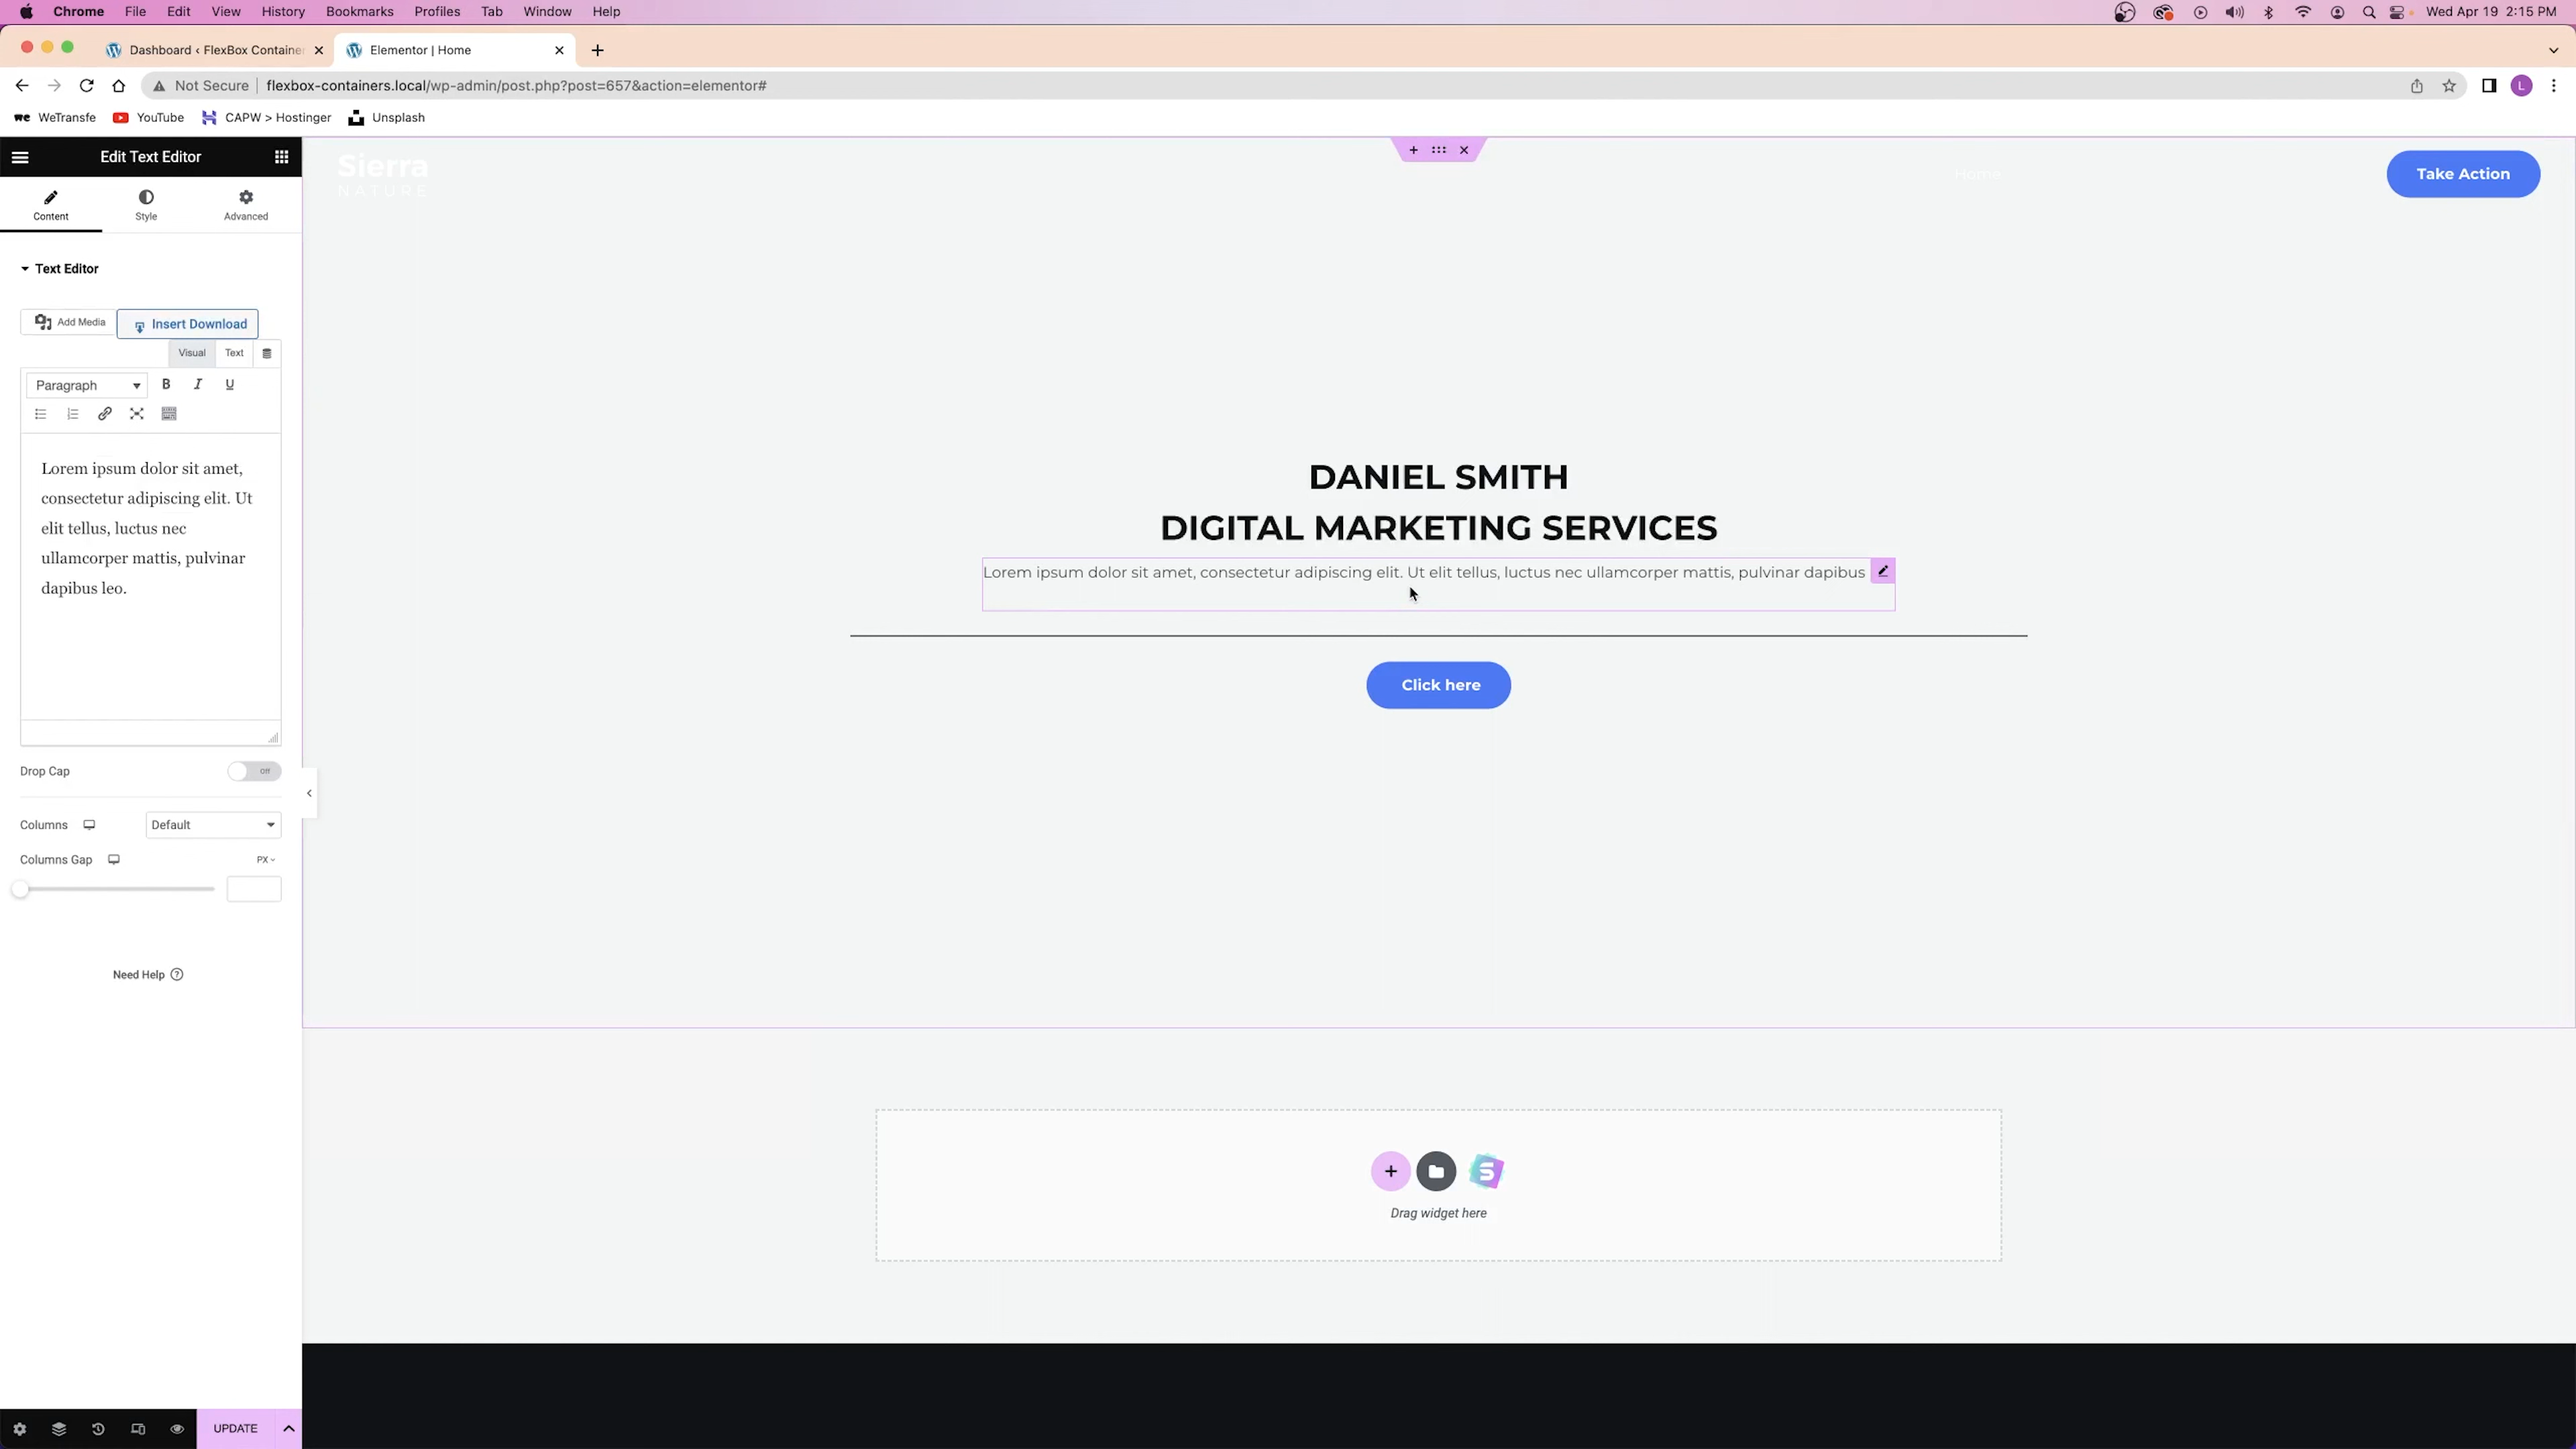 Chrome File Edit View History Bookmarks Profiles Tab Window Help Wed Apr 19 2:15 PM
Dashboard ‹ FlexBox Containe Elementor | Home
Not Secure flexbox-containers.local/wp-admin/post.php?post=657&action=elementor# L
we WeTransfe YouTube CAPW > Hostinger Unsplash
Edit Text Editor
Content Style Advanced
Sierra
NATURE
Home
Take Action
Text Editor
Add Media Insert Download
Visual Text
Paragraph B I U
Lorem ipsum dolor sit amet,
consectetur adipiscing elit. Ut
elit tellus, luctus nec
ullamcorper mattis, pulvinar
dapibus leo.
Drop Cap Off
Columns Default
Columns Gap PX
Need Help
UPDATE
DANIEL SMITH
DIGITAL MARKETING SERVICES
Lorem ipsum dolor sit amet, consectetur adipiscing elit. Ut elit tellus, luctus nec ullamcorper mattis, pulvinar dapibus
Click here
Drag widget here